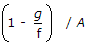 (1 - g/f) / A